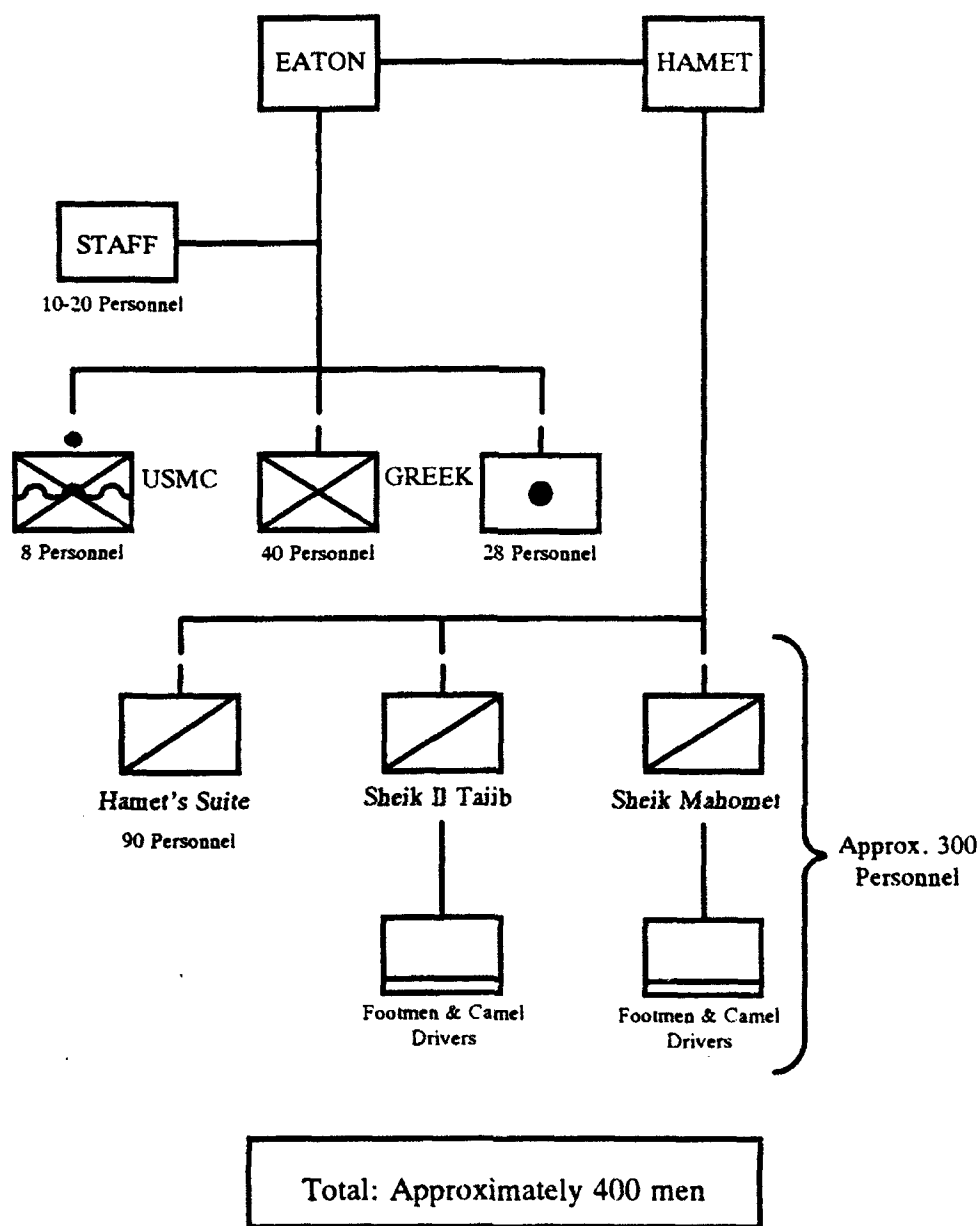 EATON
HAMET
STAFF
10-20 Personnel
USMC
GREEK
8 Personnel
40 Personnel
28 Personnel
Hamet's Suite
90 Personnel
Sheik Il Taiib
Sheik Mahomet
Approx. 300
Personnel
Footmen & Camel
Drivers
Footmen & Camel
Drivers
Total: Approximately 400 men